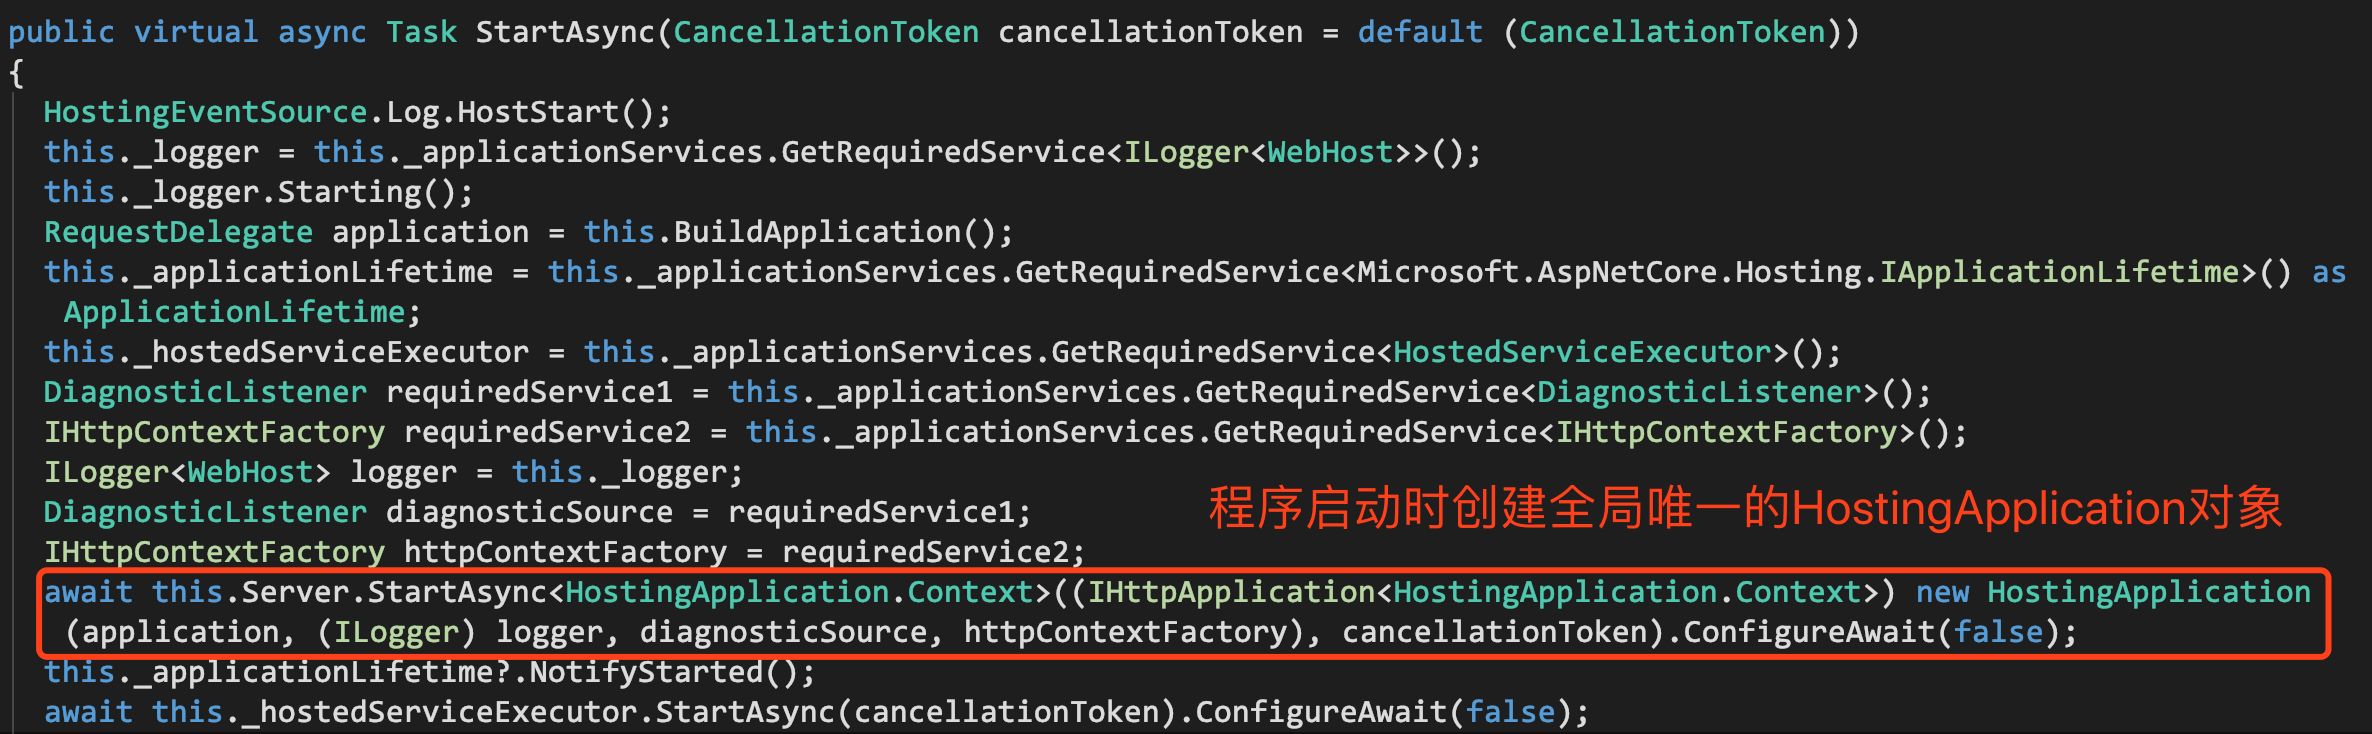 public virtual async Task StartAsync(CancellationToken cancellationToken = default (CancellationToken))
{
HostingEventSource.Log.HostStart();
this._logger = this._applicationServices.GetRequiredService<ILogger<WebHost>>();
this._logger.Starting();
RequestDelegate application = this.BuildApplication();
this._applicationLifetime = this._applicationServices.GetRequiredService<Microsoft.AspNetCore.Hosting.IApplicationLifetime>() as
ApplicationLifetime;
this._hostedServiceExecutor = this._applicationServices.GetRequiredService<HostedServiceExecutor>();
DiagnosticListener requiredService1 = this._applicationServices.GetRequiredService<DiagnosticListener>();
IHttpContextFactory requiredService2 = this._applicationServices.GetRequiredService<IHttpContextFactory>();
ILogger<WebHost> logger = this._logger;
DiagnosticListener diagnosticSource = requiredService1;
程序启动时创建全局唯一的HostingApplication对象
IHttpContextFactory httpContextFactory = requiredService2;
await this.Server.StartAsync<HostingApplication.Context>((IHttpApplication<HostingApplication.Context>) new HostingApplication
(application, (ILogger) logger, diagnosticSource, httpContextFactory), cancellationToken).ConfigureAwait(false);
this._applicationLifetime?.NotifyStarted();
await this._hostedServiceExecutor.StartAsync(cancellationToken).ConfigureAwait(false);